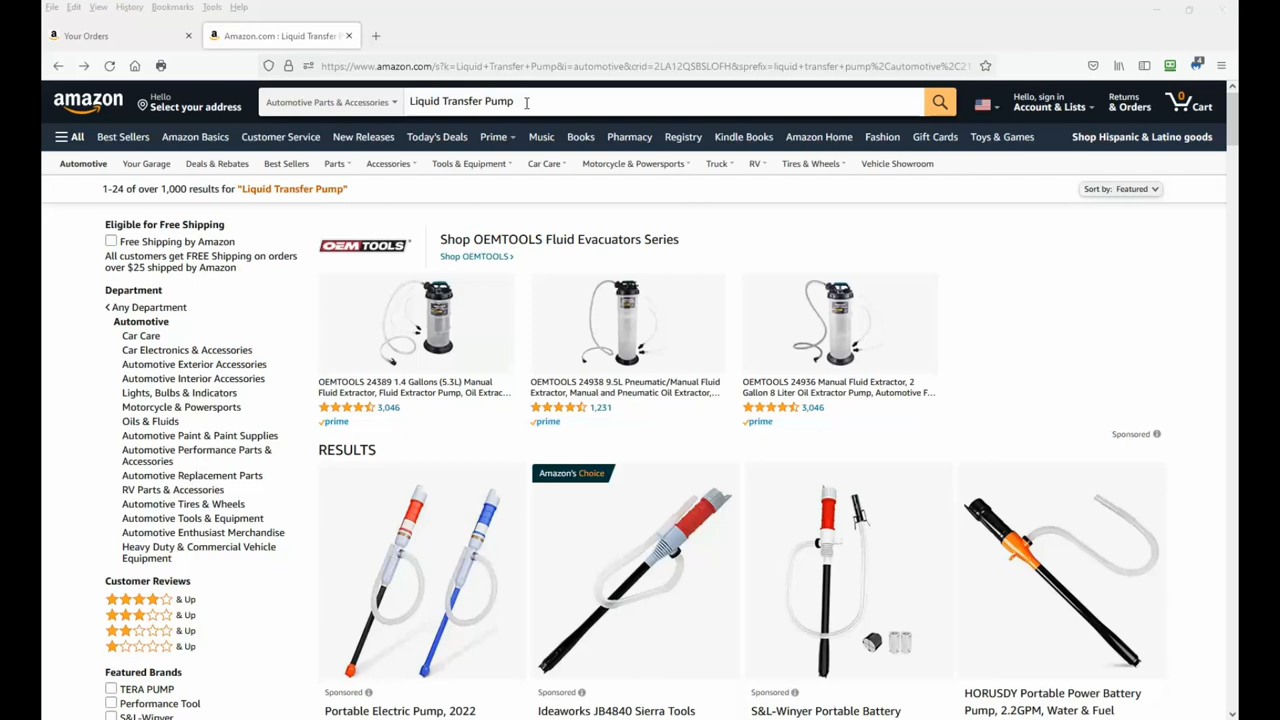 File Edit View History Bookmarks Tools Help
Your Orders
Amazon.com : Liquid Transfer P
https://www.amazon.com/s?k=Liquid+Transfer+Pump&i=automotive&crid=2LA12QSBSLOFH&sprefix=liquid+transfer+pump%2Cautomotive%2C21
amazon
Hello
Select your address
Automotive Parts & Accessories
Liquid Transfer Pump
Hello, sign in
Account & Lists
Returns
& Orders
0
Cart
All Best Sellers Amazon Basics Customer Service New Releases Today's Deals Prime Music Books Pharmacy Registry Kindle Books Amazon Home Fashion Gift Cards Toys & Games Shop Hispanic & Latino goods
Automotive Your Garage Deals & Rebates Best Sellers Parts Accessories Tools & Equipment Car Care Motorcycle & Powersports Truck RV Tires & Wheels Vehicle Showroom
1-24 of over 1,000 results for "Liquid Transfer Pump"
Sort by: Featured
Eligible for Free Shipping
Free Shipping by Amazon
All customers get FREE Shipping on orders
over $25 shipped by Amazon
Department
Any Department
Automotive
Car Care
Car Electronics & Accessories
Automotive Exterior Accessories
Automotive Interior Accessories
Lights, Bulbs & Indicators
Motorcycle & Powersports
Oils & Fluids
Automotive Paint & Paint Supplies
Automotive Performance Parts &
Accessories
Automotive Replacement Parts
RV Parts & Accessories
Automotive Tires & Wheels
Automotive Tools & Equipment
Automotive Enthusiast Merchandise
Heavy Duty & Commercial Vehicle
Equipment
Customer Reviews
& Up
& Up
& Up
& Up
Featured Brands
TERA PUMP
Performance Tool
S&L-Winyer
OEMTOOLS
Shop OEMTOOLS Fluid Evacuators Series
Shop OEMTOOLS ›
OEMTOOLS 24389 1.4 Gallons (5.3L) Manual
Fluid Extractor, Fluid Extractor Pump, Oil Extrac…
3,046
prime
OEMTOOLS 24938 9.5L Pneumatic/Manual Fluid
Extractor, Manual and Pneumatic Oil Extractor,…
1,231
prime
OEMTOOLS 24936 Manual Fluid Extractor, 2
Gallon 8 Liter Oil Extractor Pump, Automotive F…
3,046
prime
Sponsored
RESULTS
Sponsored
Portable Electric Pump, 2022
Amazon's Choice
Sponsored
Ideaworks JB4840 Sierra Tools
Sponsored
S&L-Winyer Portable Battery
HORUSDY Portable Power Battery
Pump, 2.2GPM, Water & Fuel